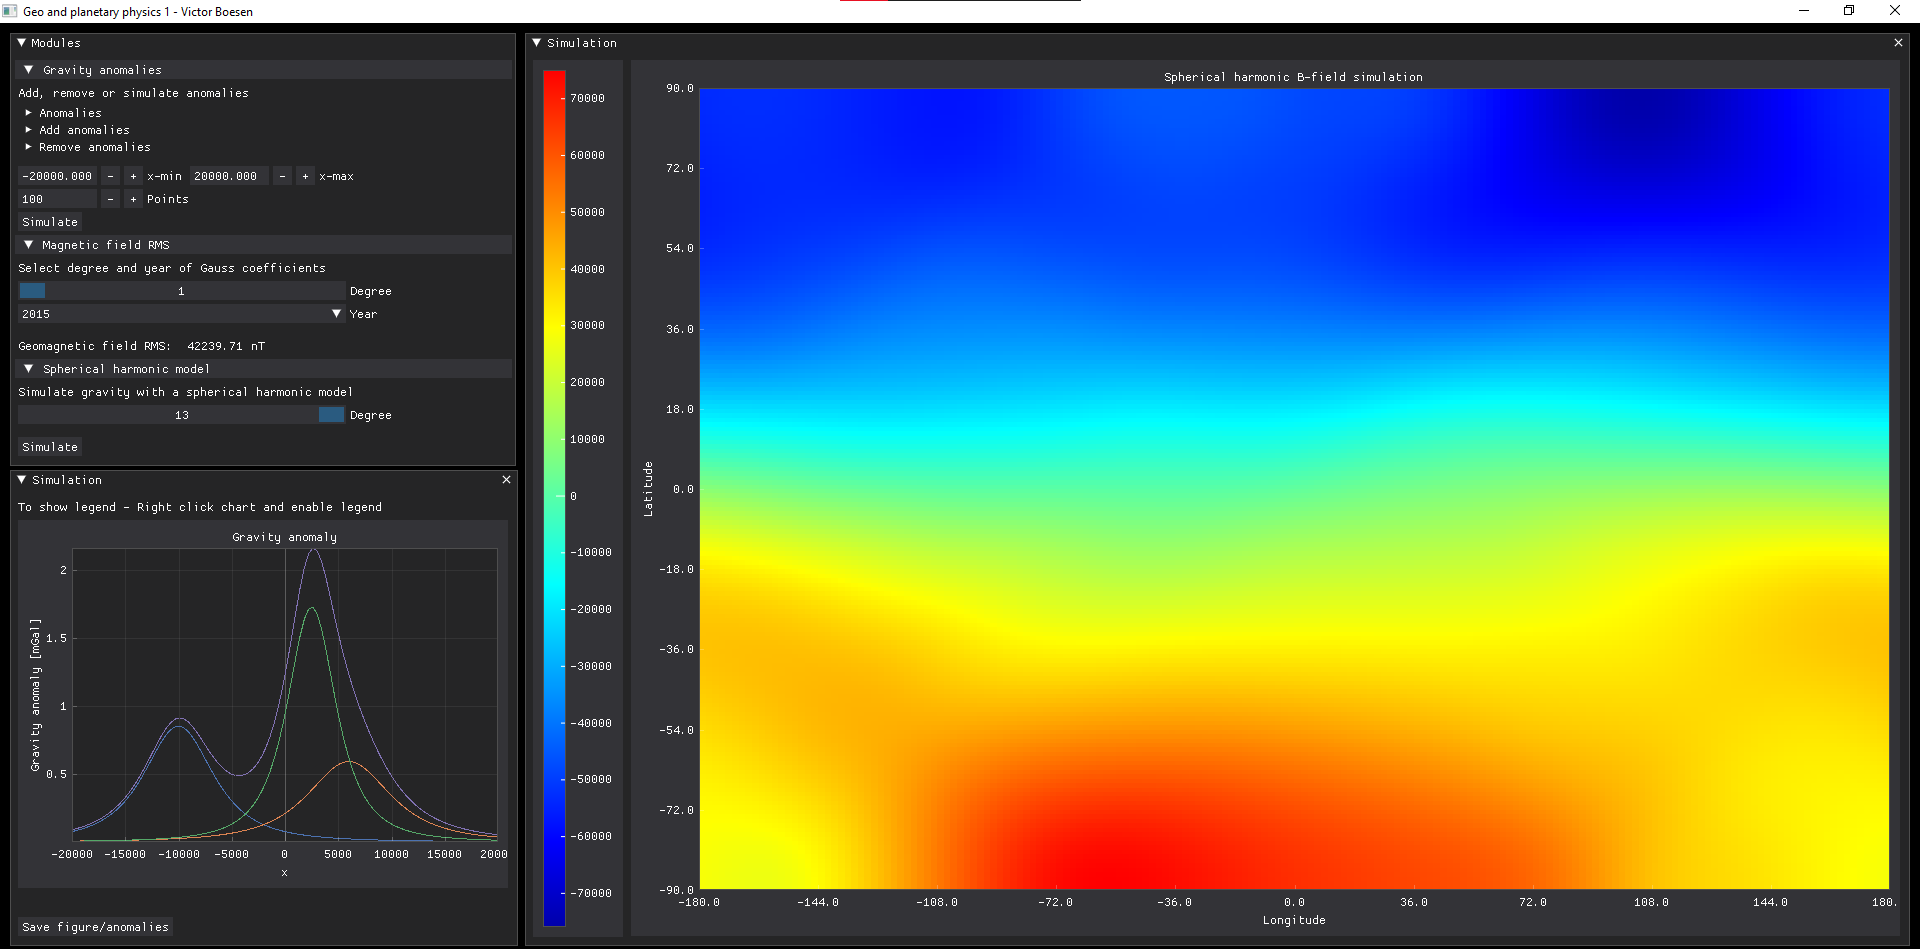 Geo and planetary physics 1 - Victor Boesen
Modules
Gravity anomalies
Add, remove or simulate anomalies
Anomalies
Add anomalies
Remove anomalies
-20000.000 - + x-min 20000.000 - + x-max
100 - + Points
Simulate
Magnetic field RMS
Select degree and year of Gauss coefficients
1 Degree
2015 Year
Geomagnetic field RMS: 42239.71 nT
Spherical harmonic model
Simulate gravity with a spherical harmonic model
13 Degree
Simulate
Simulation
To show legend - Right click chart and enable legend
Gravity anomaly
Gravity anomaly [mGal]
2
1.5
1
0.5
-20000 -15000 -10000 -5000 0 5000 10000 15000 2000
x
Save figure/anomalies
Simulation
70000
60000
50000
40000
30000
20000
10000
0
-10000
-20000
-30000
-40000
-50000
-60000
-70000
Spherical harmonic B-field simulation
Latitude
90.0
72.0
54.0
36.0
18.0
0.0
-18.0
-36.0
-54.0
-72.0
-90.0
-180.0 -144.0 -108.0 -72.0 -36.0 0.0 36.0 72.0 108.0 144.0 180.
Longitude